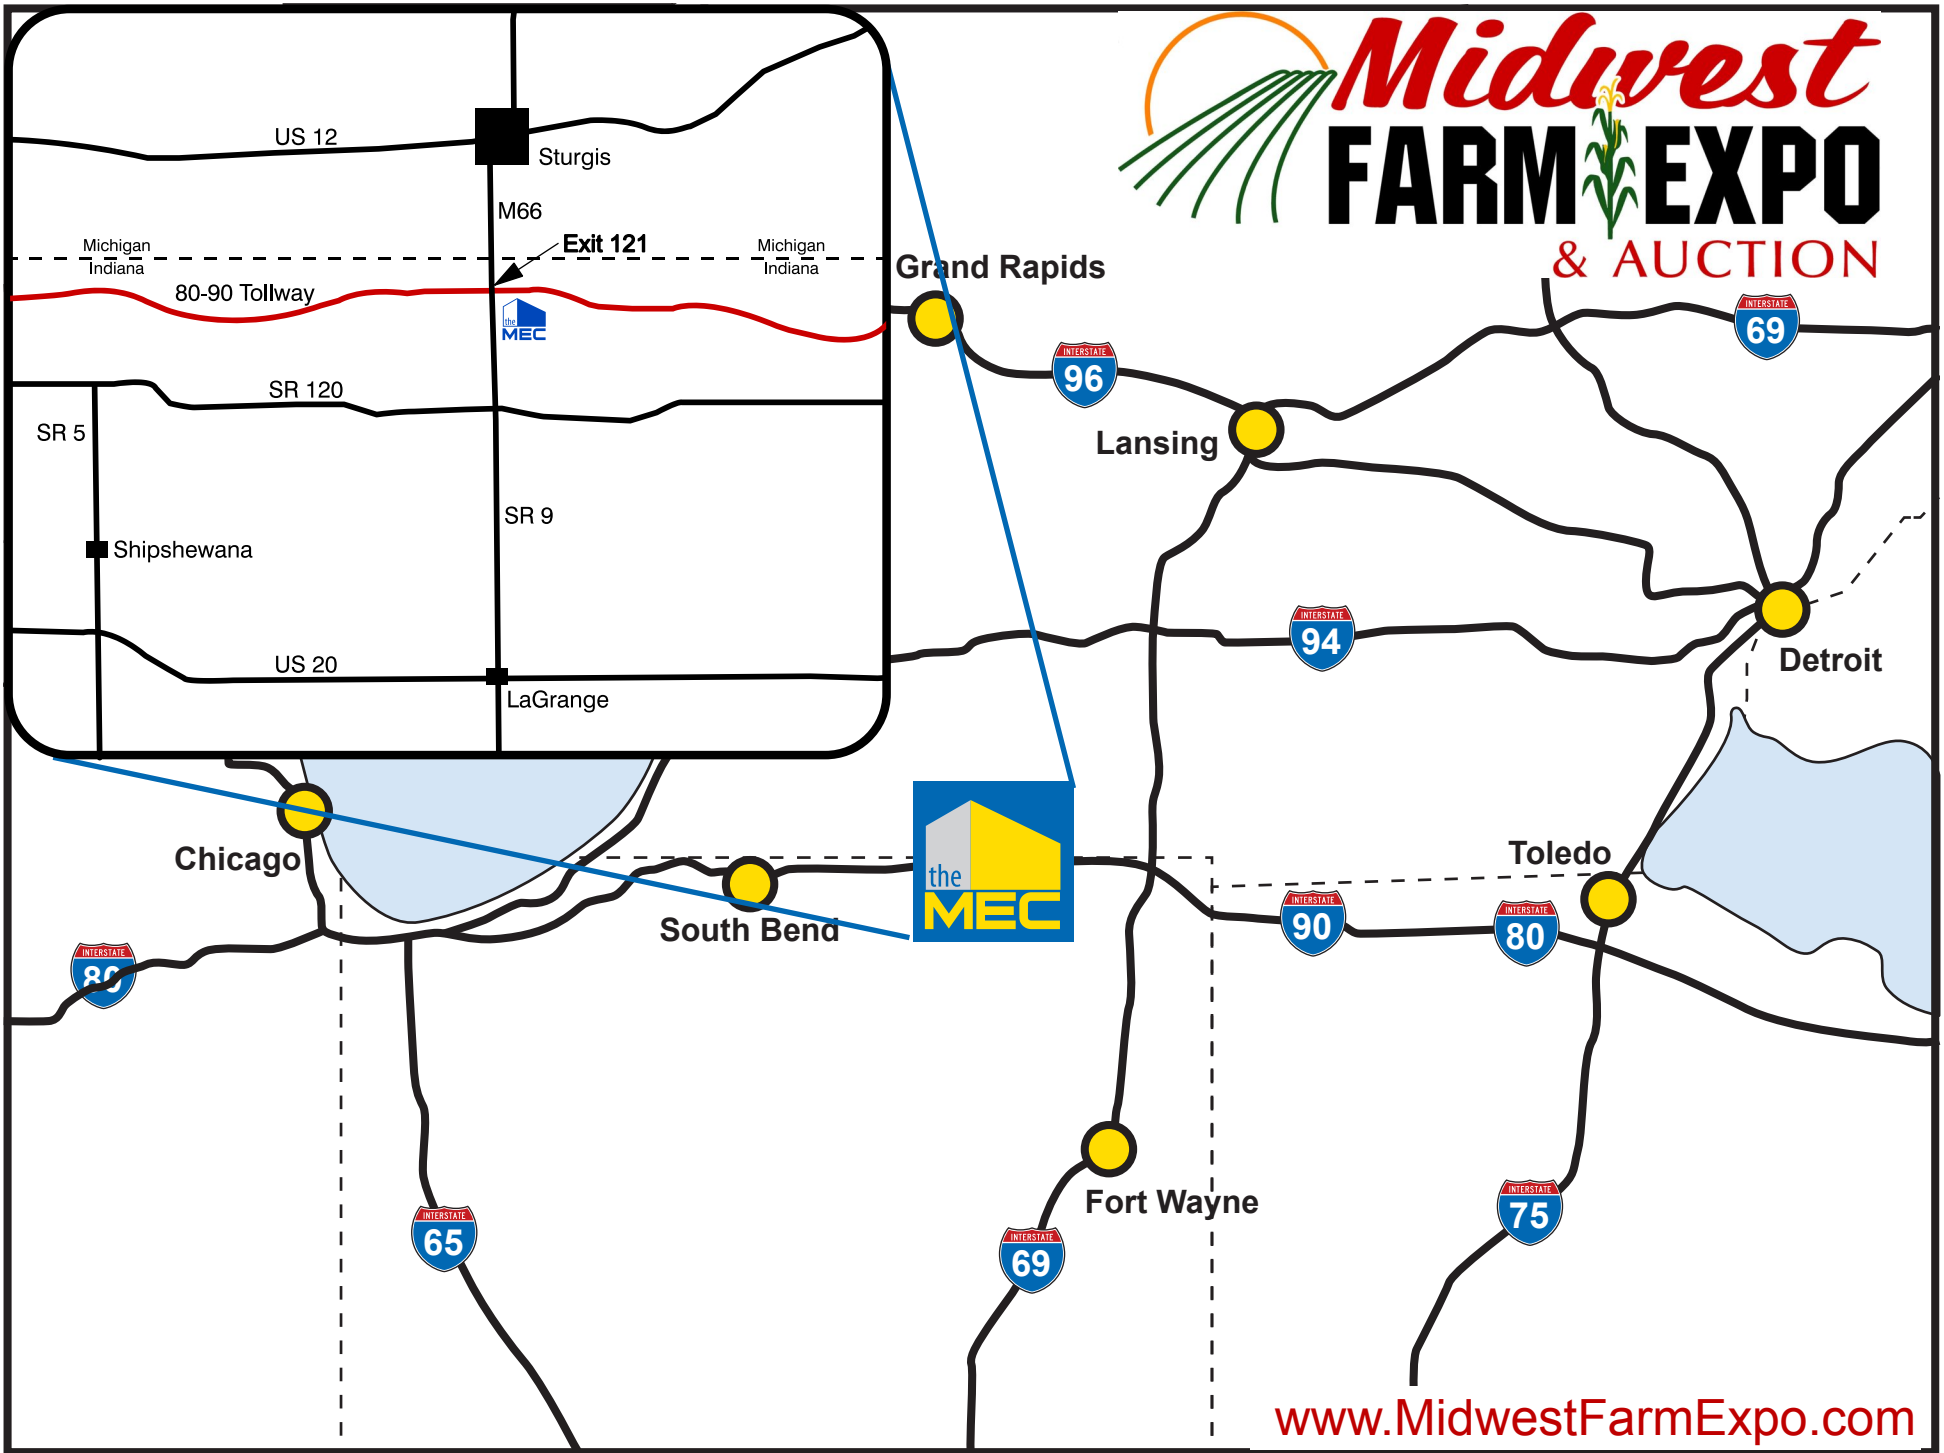 Midwest
FARM EXPO
& AUCTION
US 12
Sturgis
M66
Exit 121
Michigan
Indiana
Michigan
Indiana
80-90 Tollway
the
MEC
SR 120
SR 5
SR 9
Shipshewana
US 20
LaGrange
Grand Rapids
INTERSTATE
96
INTERSTATE
69
Lansing
INTERSTATE
94
Detroit
Chicago
South Bend
the
MEC
Toledo
INTERSTATE
80
INTERSTATE
90
INTERSTATE
80
Fort Wayne
INTERSTATE
65
INTERSTATE
69
INTERSTATE
75
www.MidwestFarmExpo.com